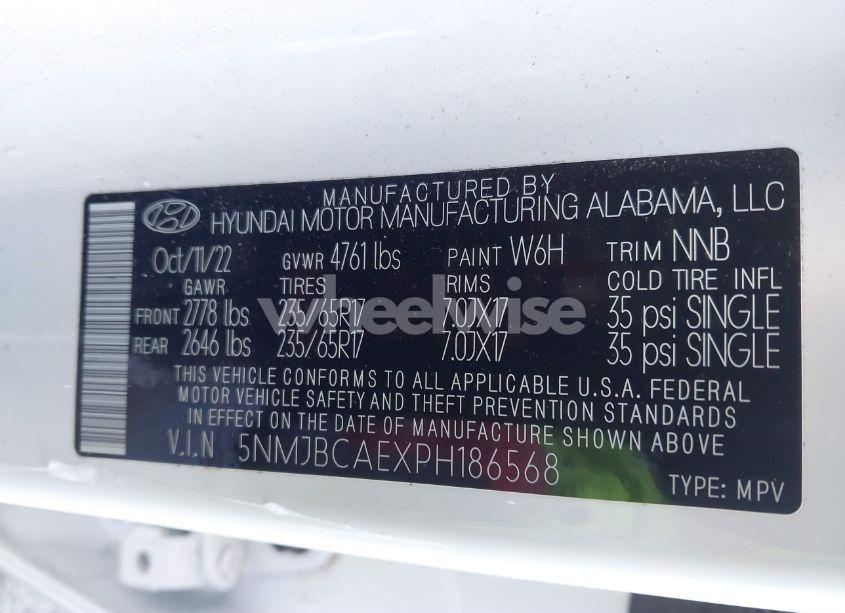 MANUFACTURED BY
HYUNDAI MOTOR MANUFACTURING ALABAMA, LLC
Oct/11/22 GVWR 4761 lbs PAINT W6H TRIM NNB
GAWR TIRES RIMS COLD TIRE INFL
FRONT 2778 lbs 235/65R17 7.0JX17 35 psi SINGLE
wheelwise
REAR 2646 lbs 235/65R17 7.0JX17 35 psi SINGLE
THIS VEHICLE CONFORMS TO ALL APPLICABLE U.S.A. FEDERAL
MOTOR VEHICLE SAFETY AND THEFT PREVENTION STANDARDS
IN EFFECT ON THE DATE OF MANUFACTURE SHOWN ABOVE
V.I.N 5NMJBCAEXPH186568
TYPE: MPV